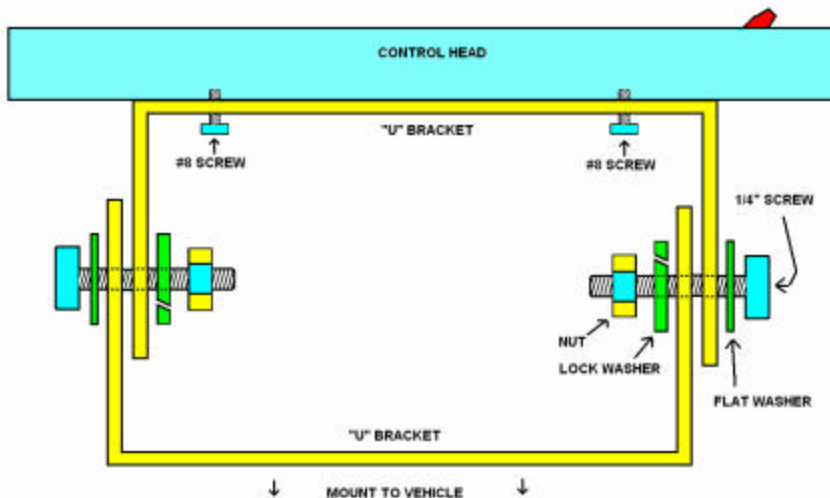 CONTROL HEAD
"U" BRACKET
#8 SCREW
#8 SCREW
1/4" SCREW
NUT
LOCK WASHER
FLAT WASHER
"U" BRACKET
MOUNT TO VEHICLE